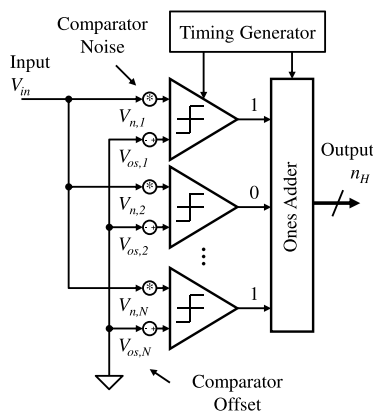 Comparator
Noise
Timing Generator
Input
V_in
*
1
V_n,1
- +
V_os,1
*
0
V_n,2
- +
V_os,2
Ones Adder
Output
n_H
...
*
1
V_n,N
- +
V_os,N
Comparator
Offset